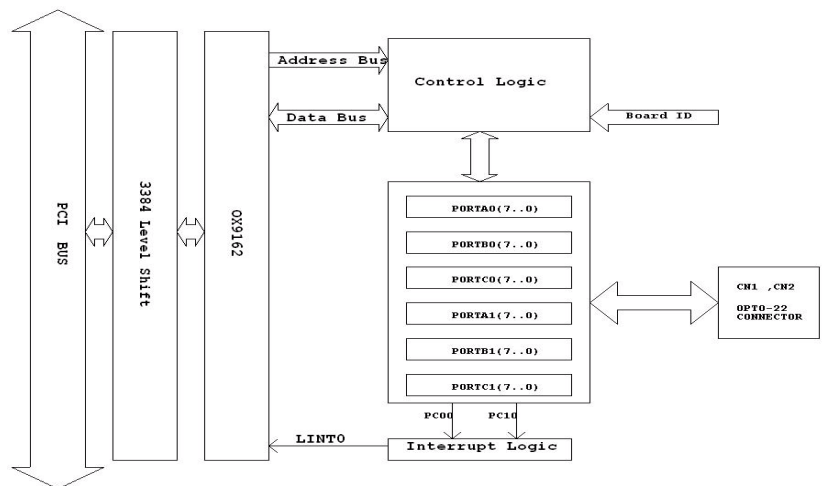 PCI BUS
3384 Level Shift
OX9162
Address Bus
Data Bus
Control Logic
Board ID
PORTA0(7..0)
PORTB0(7..0)
PORTC0(7..0)
PORTA1(7..0)
PORTB1(7..0)
PORTC1(7..0)
CN1 ,CN2
OPTO-22
CONNECTOR
PC00 PC10
LINT0
Interrupt Logic